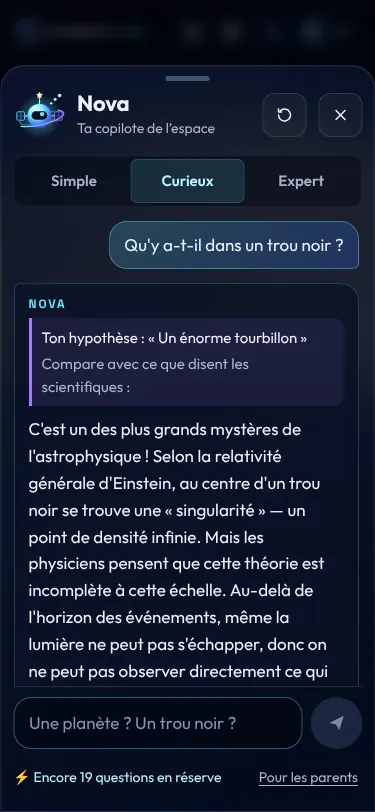 Nova
Ta copilote de l'espace
Simple
Curieux
Expert
Qu'y a-t-il dans un trou noir ?
NOVA
Ton hypothèse : « Un énorme tourbillon »
Compare avec ce que disent les
scientifiques :
C'est un des plus grands mystères de
l'astrophysique ! Selon la relativité
générale d'Einstein, au centre d'un trou
noir se trouve une « singularité » — un
point de densité infinie. Mais les
physiciens pensent que cette théorie est
incomplète à cette échelle. Au-delà de
l'horizon des événements, même la
lumière ne peut pas s'échapper, donc on
ne peut pas observer directement ce qui
Une planète ? Un trou noir ?
⚡ Encore 19 questions en réserve
Pour les parents